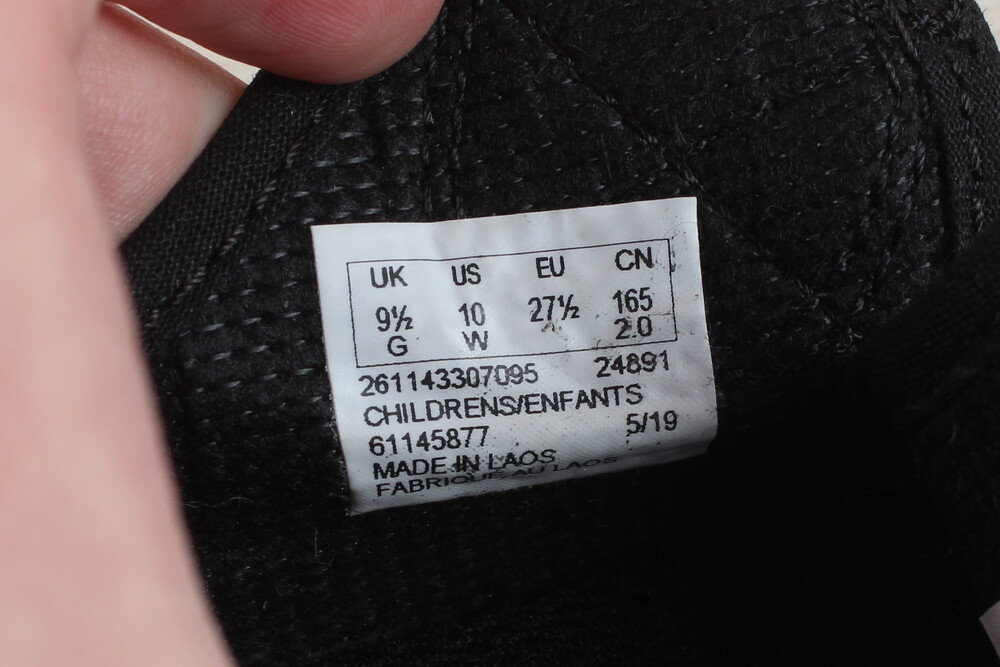 UK US EU CN
9½ 10 27½ 165
G W 2.0
261143307095 24891
CHILDRENS/ENFANTS
61145877 5/19
MADE IN LAOS
FABRIQUE AU LAOS